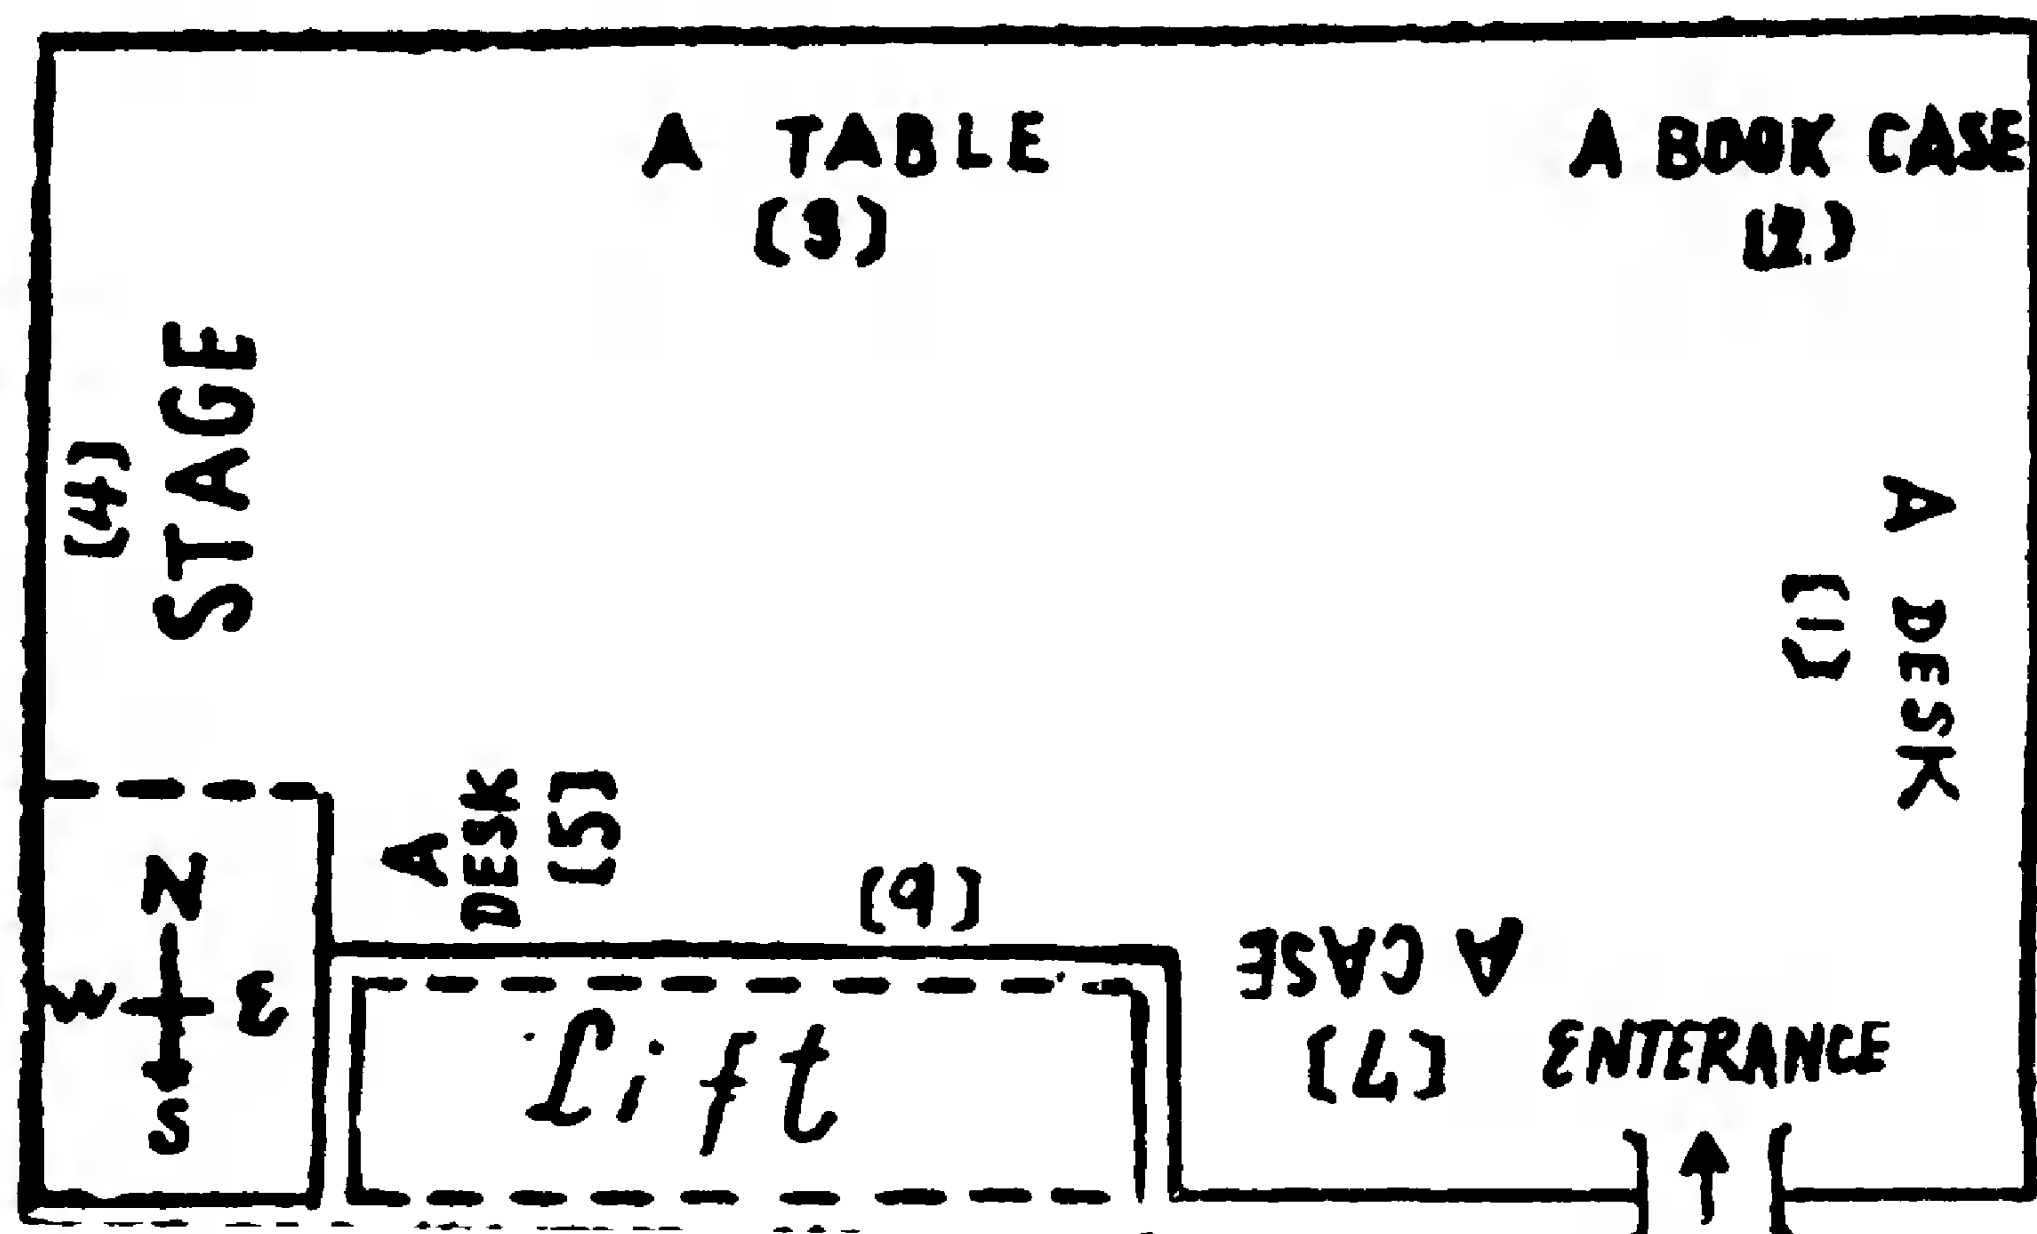 A TABLE
(3)
A BOOK CASE
(2)
STAGE
(4)
A DESK
(1)
A
DESK
(5)
(9)
A CASE
(7)
ENTERANCE
N
W E
S
Lift